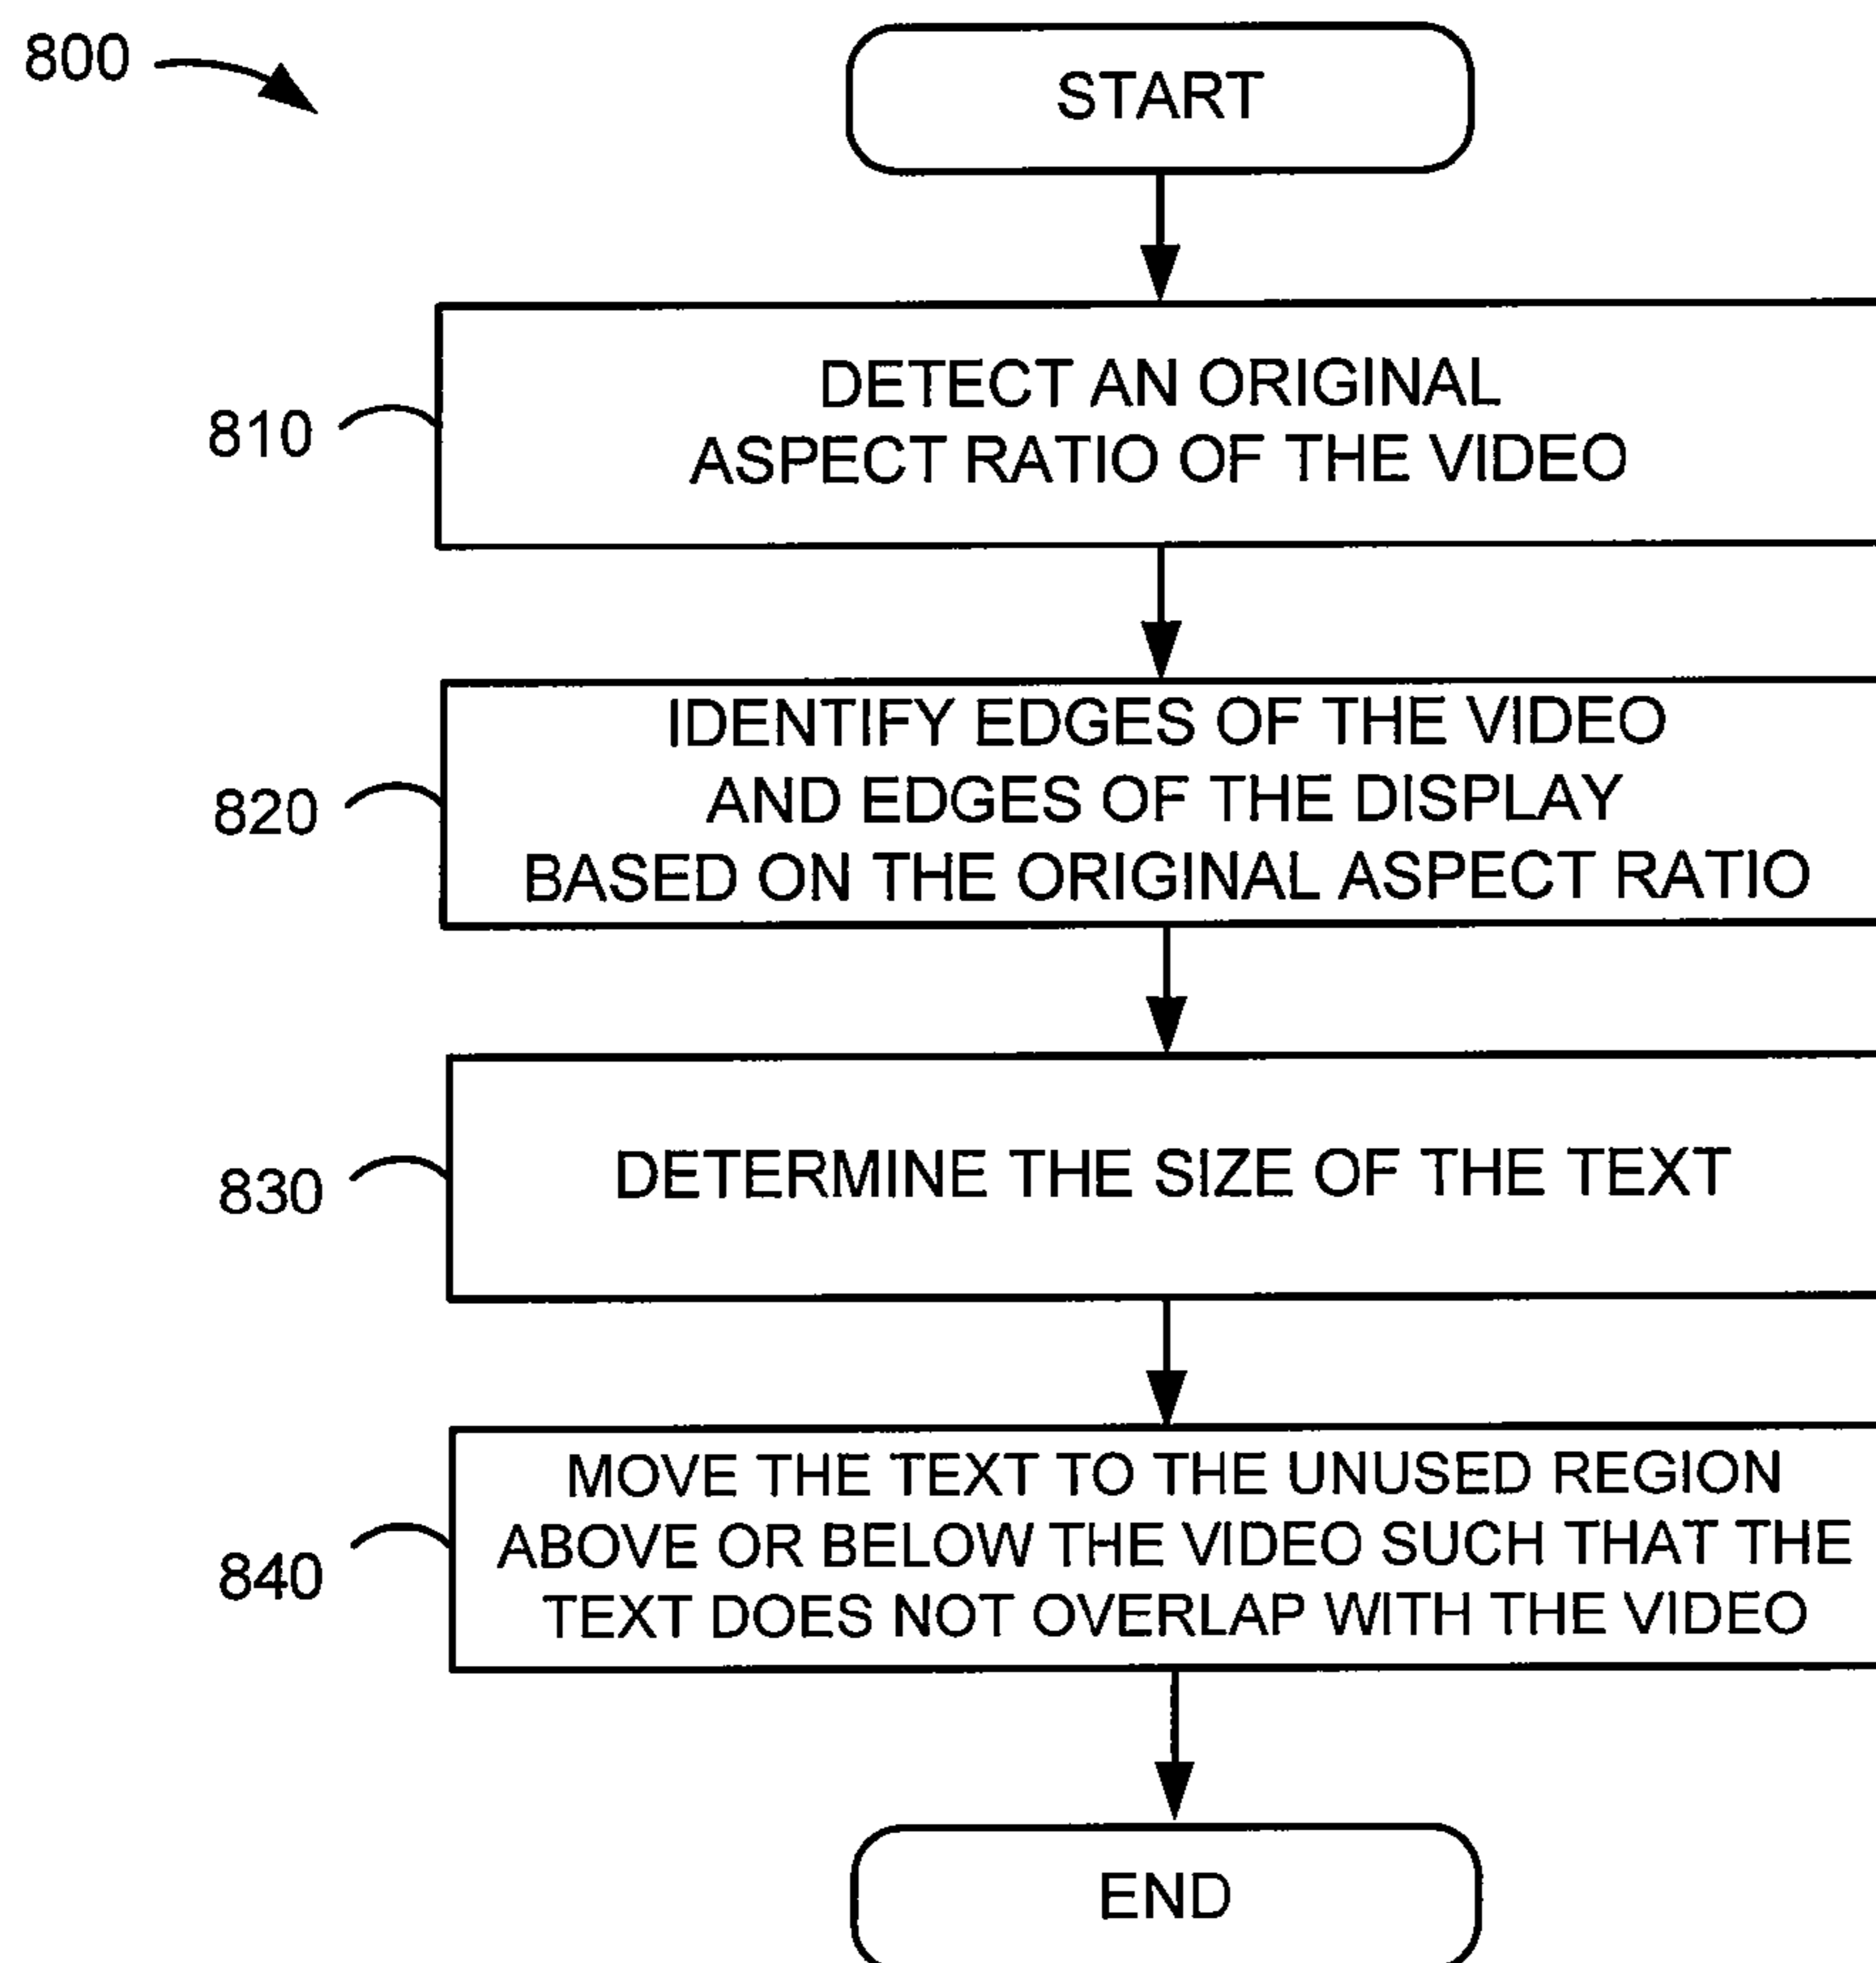 800
START
DETECT AN ORIGINAL
ASPECT RATIO OF THE VIDEO
810
IDENTIFY EDGES OF THE VIDEO
AND EDGES OF THE DISPLAY
BASED ON THE ORIGINAL ASPECT RATIO
820
DETERMINE THE SIZE OF THE TEXT
830
MOVE THE TEXT TO THE UNUSED REGION
ABOVE OR BELOW THE VIDEO SUCH THAT THE
TEXT DOES NOT OVERLAP WITH THE VIDEO
840
END